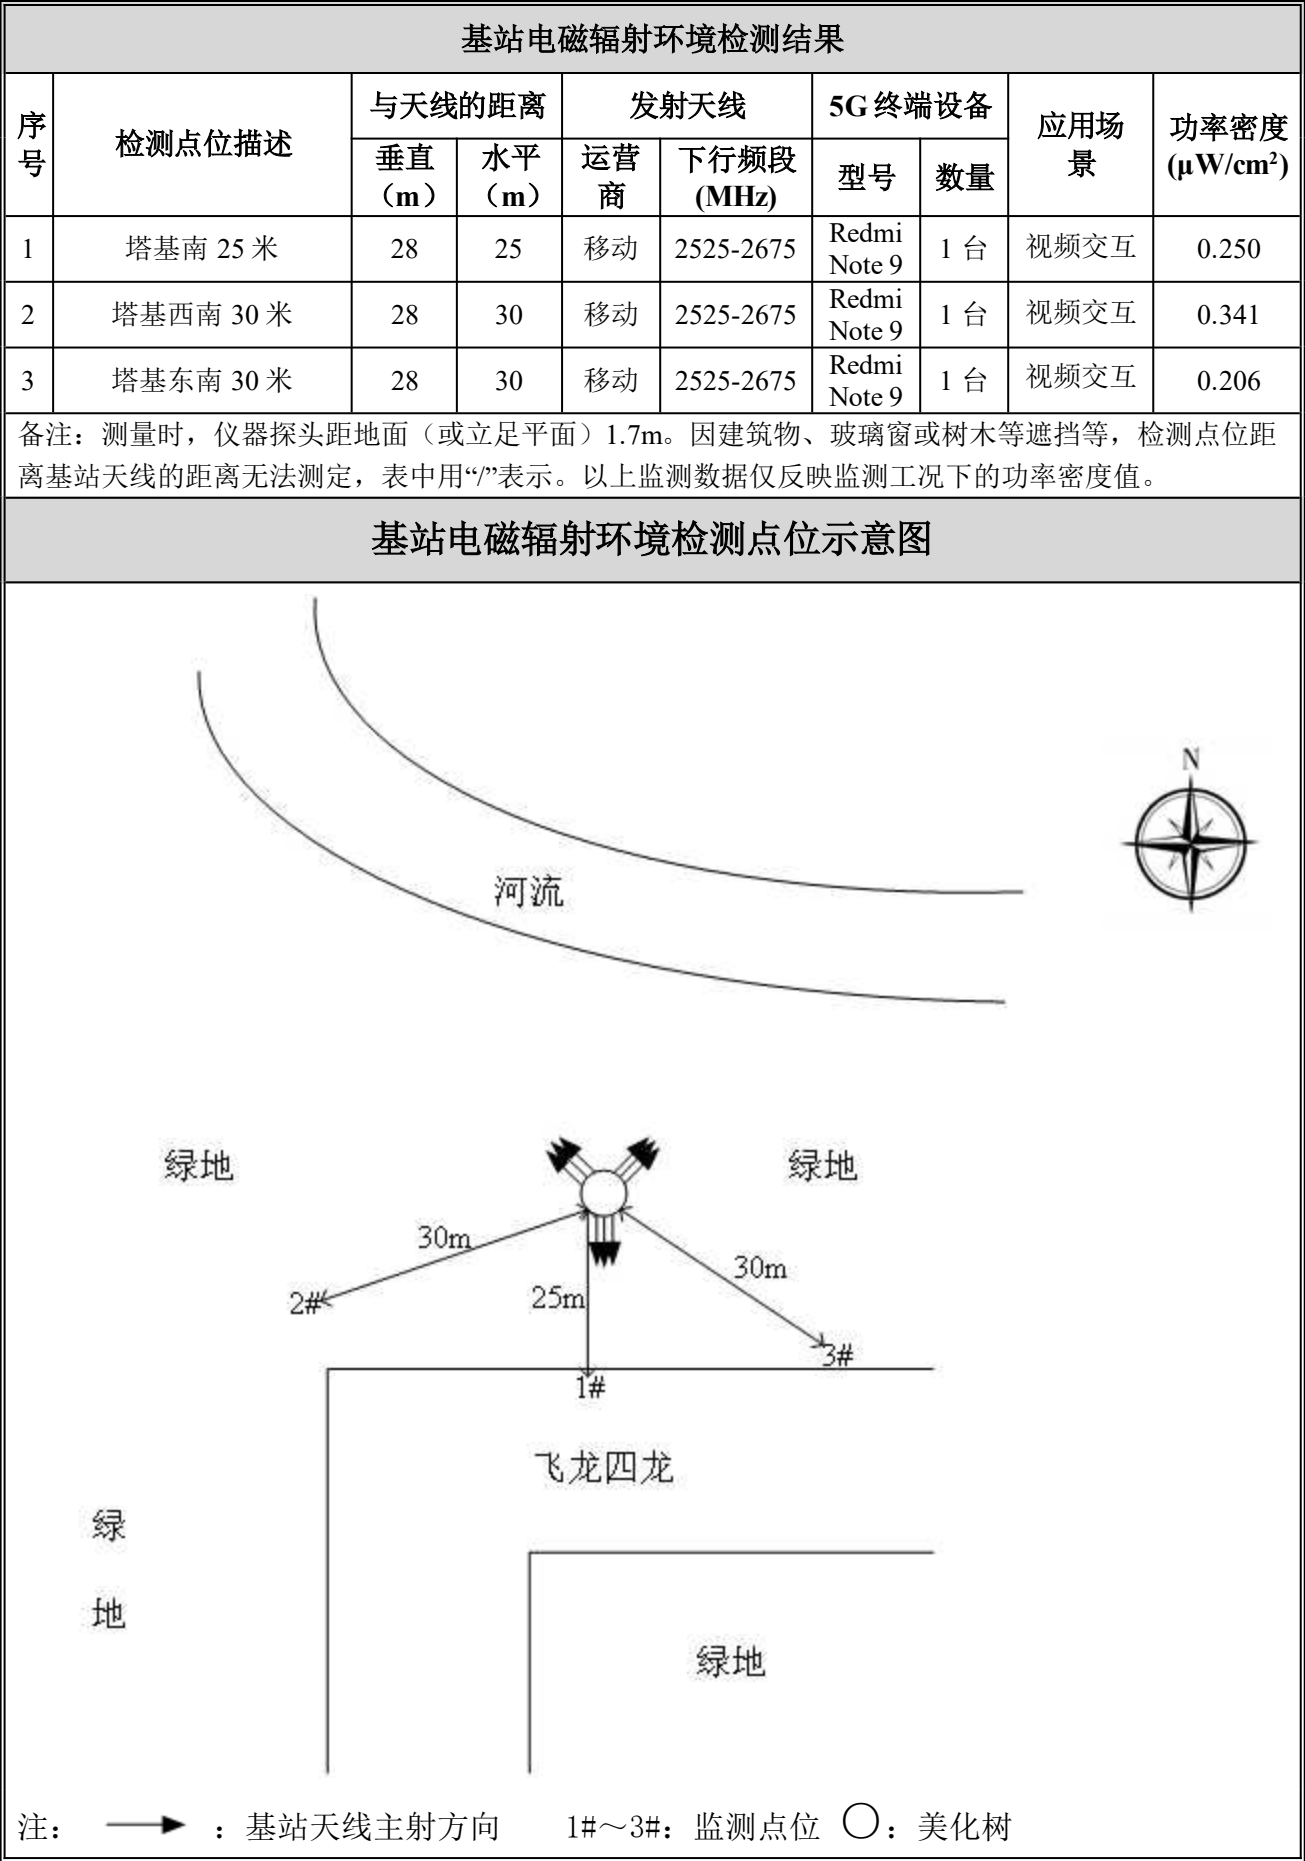 基站电磁辐射环境检测结果
序号 检测点位描述 与天线的距离 发射天线 5G 终端设备 应用场景 功率密度 (μW/cm²)
垂直（m） 水平（m） 运营商 下行频段 (MHz) 型号 数量
1 塔基南 25 米 28 25 移动 2525-2675 Redmi Note 9 1 台 视频交互 0.250
2 塔基西南 30 米 28 30 移动 2525-2675 Redmi Note 9 1 台 视频交互 0.341
3 塔基东南 30 米 28 30 移动 2525-2675 Redmi Note 9 1 台 视频交互 0.206
备注：测量时，仪器探头距地面（或立足平面）1.7m。因建筑物、玻璃窗或树木等遮挡等，检测点位距
离基站天线的距离无法测定，表中用“/”表示。以上监测数据仅反映监测工况下的功率密度值。
基站电磁辐射环境检测点位示意图
N
河流
绿地
绿地
30m
30m
25m
2#
3#
1#
飞龙四龙
绿
地
绿地
注： ：基站天线主射方向 1#～3#：监测点位 ：美化树